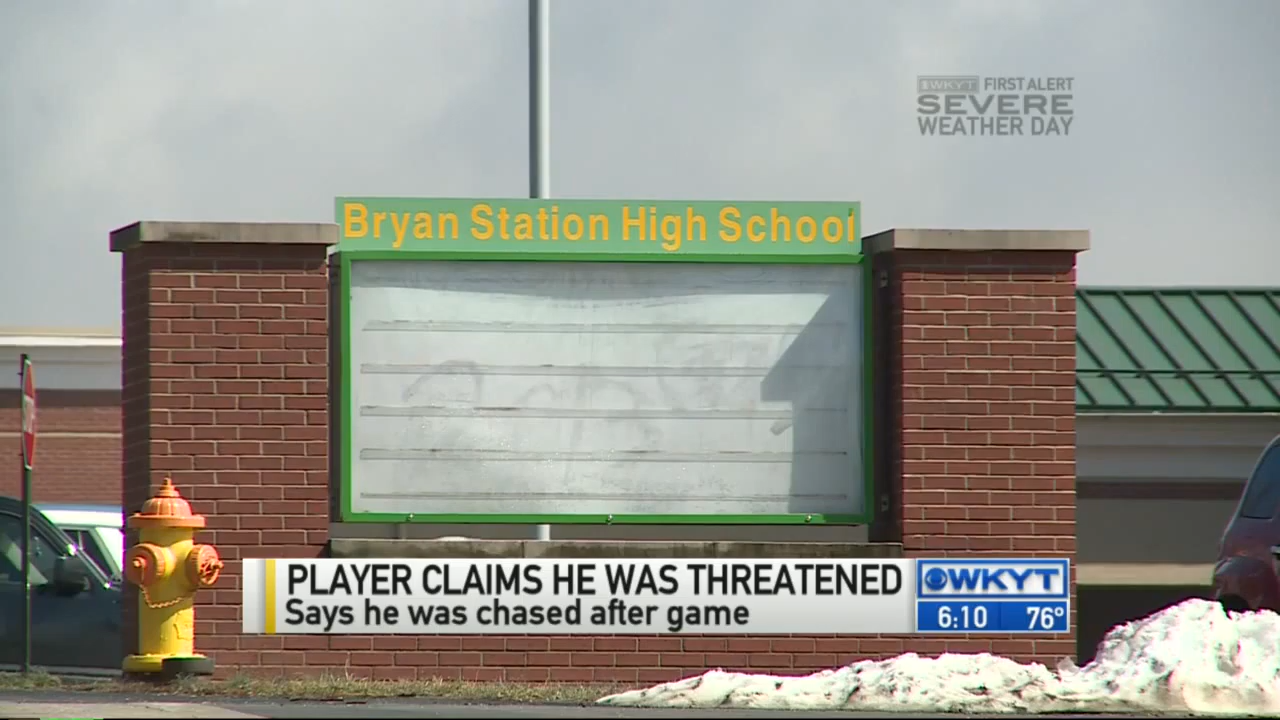 WKYT FIRST ALERT
SEVERE
WEATHER DAY
Bryan Station High School
PLAYER CLAIMS HE WAS THREATENED
Says he was chased after game
WKYT
6:10 76°